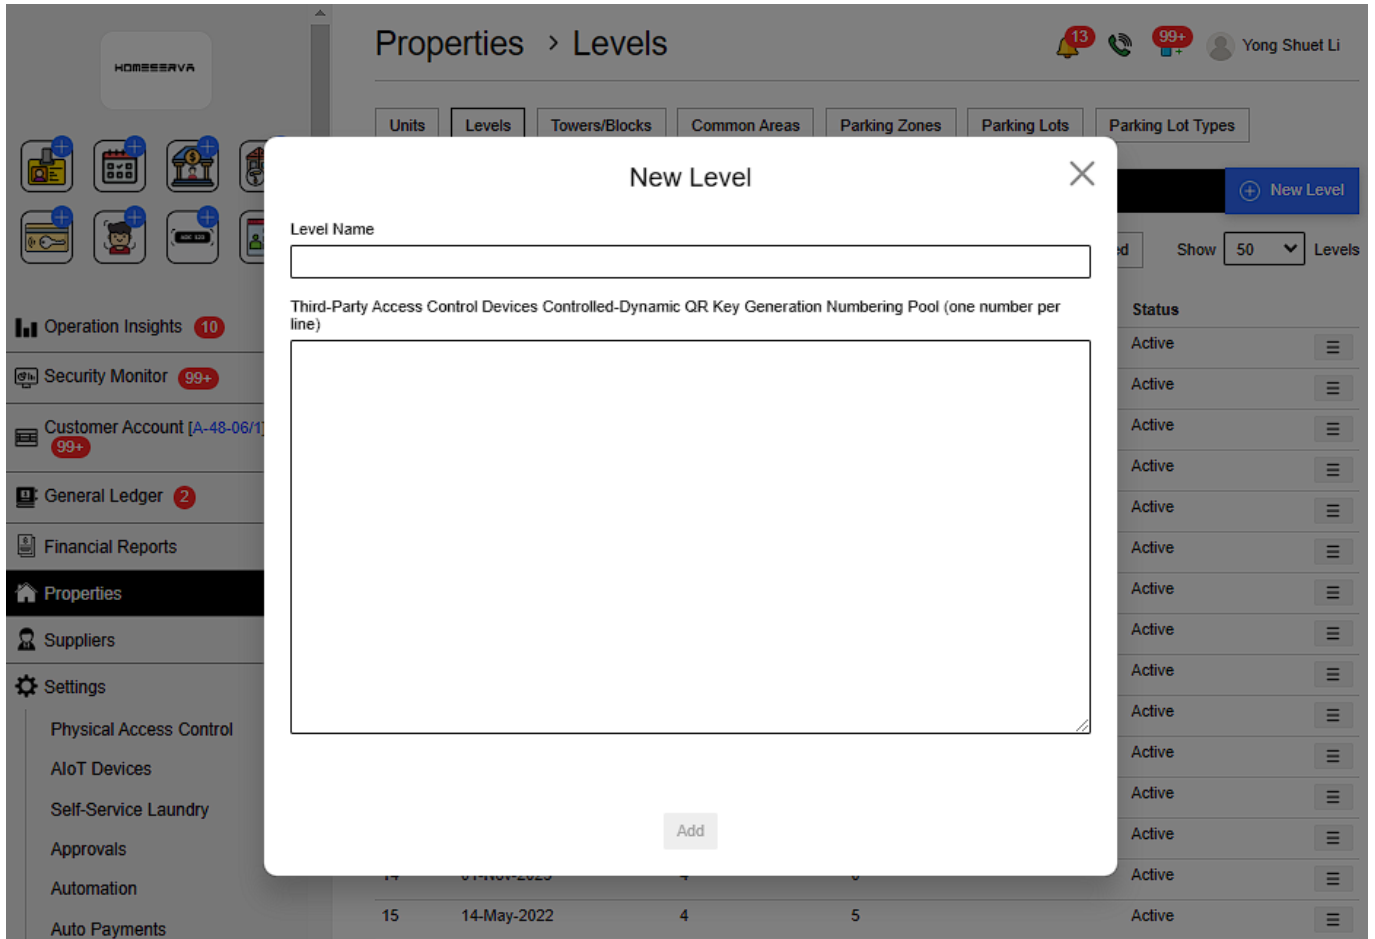 HOMESERVA
Properties > Levels
13
99+
Yong Shuet Li
Units
Levels
Towers/Blocks
Common Areas
Parking Zones
Parking Lots
Parking Lot Types
New Level
New Level
Level Name
Show 50 Levels
Third-Party Access Control Devices Controlled-Dynamic QR Key Generation Numbering Pool (one number per
line)
Status
Operation Insights 10
Security Monitor 99+
Customer Account [A-48-06/1]
99+
General Ledger 2
Financial Reports
Properties
Suppliers
Settings
Physical Access Control
AIoT Devices
Self-Service Laundry
Approvals
Automation
Auto Payments
Active
Active
Active
Active
Active
Active
Active
Active
Active
Active
Active
Active
Active
Add
Active
15 14-May-2022 4 5 Active